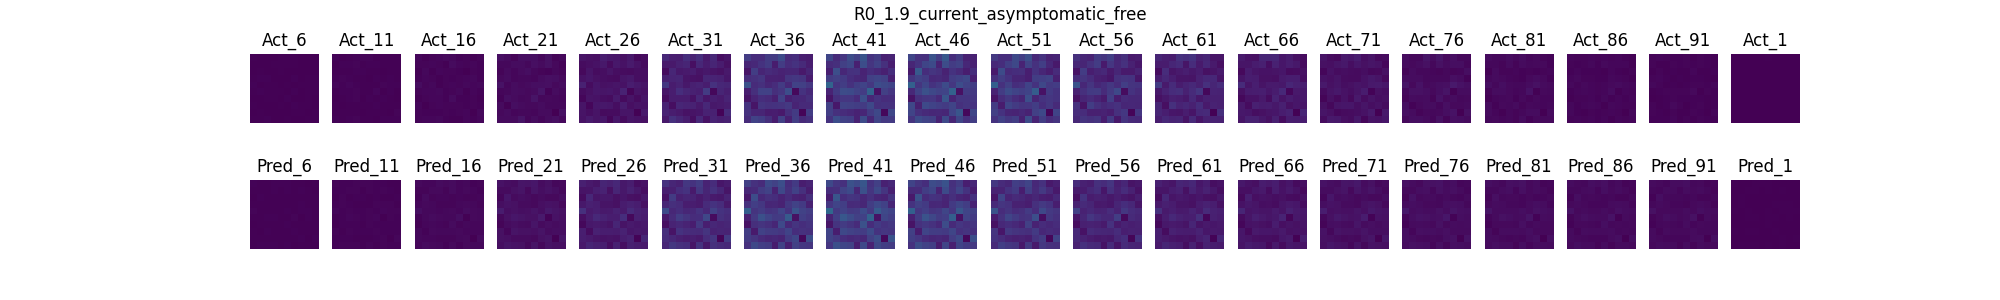 R0_1.9_current_asymptomatic_free
Act_6 Act_11 Act_16 Act_21 Act_26 Act_31 Act_36 Act_41 Act_46 Act_51 Act_56 Act_61 Act_66 Act_71 Act_76 Act_81 Act_86 Act_91 Act_1
Pred_6 Pred_11 Pred_16 Pred_21 Pred_26 Pred_31 Pred_36 Pred_41 Pred_46 Pred_51 Pred_56 Pred_61 Pred_66 Pred_71 Pred_76 Pred_81 Pred_86 Pred_91 Pred_1